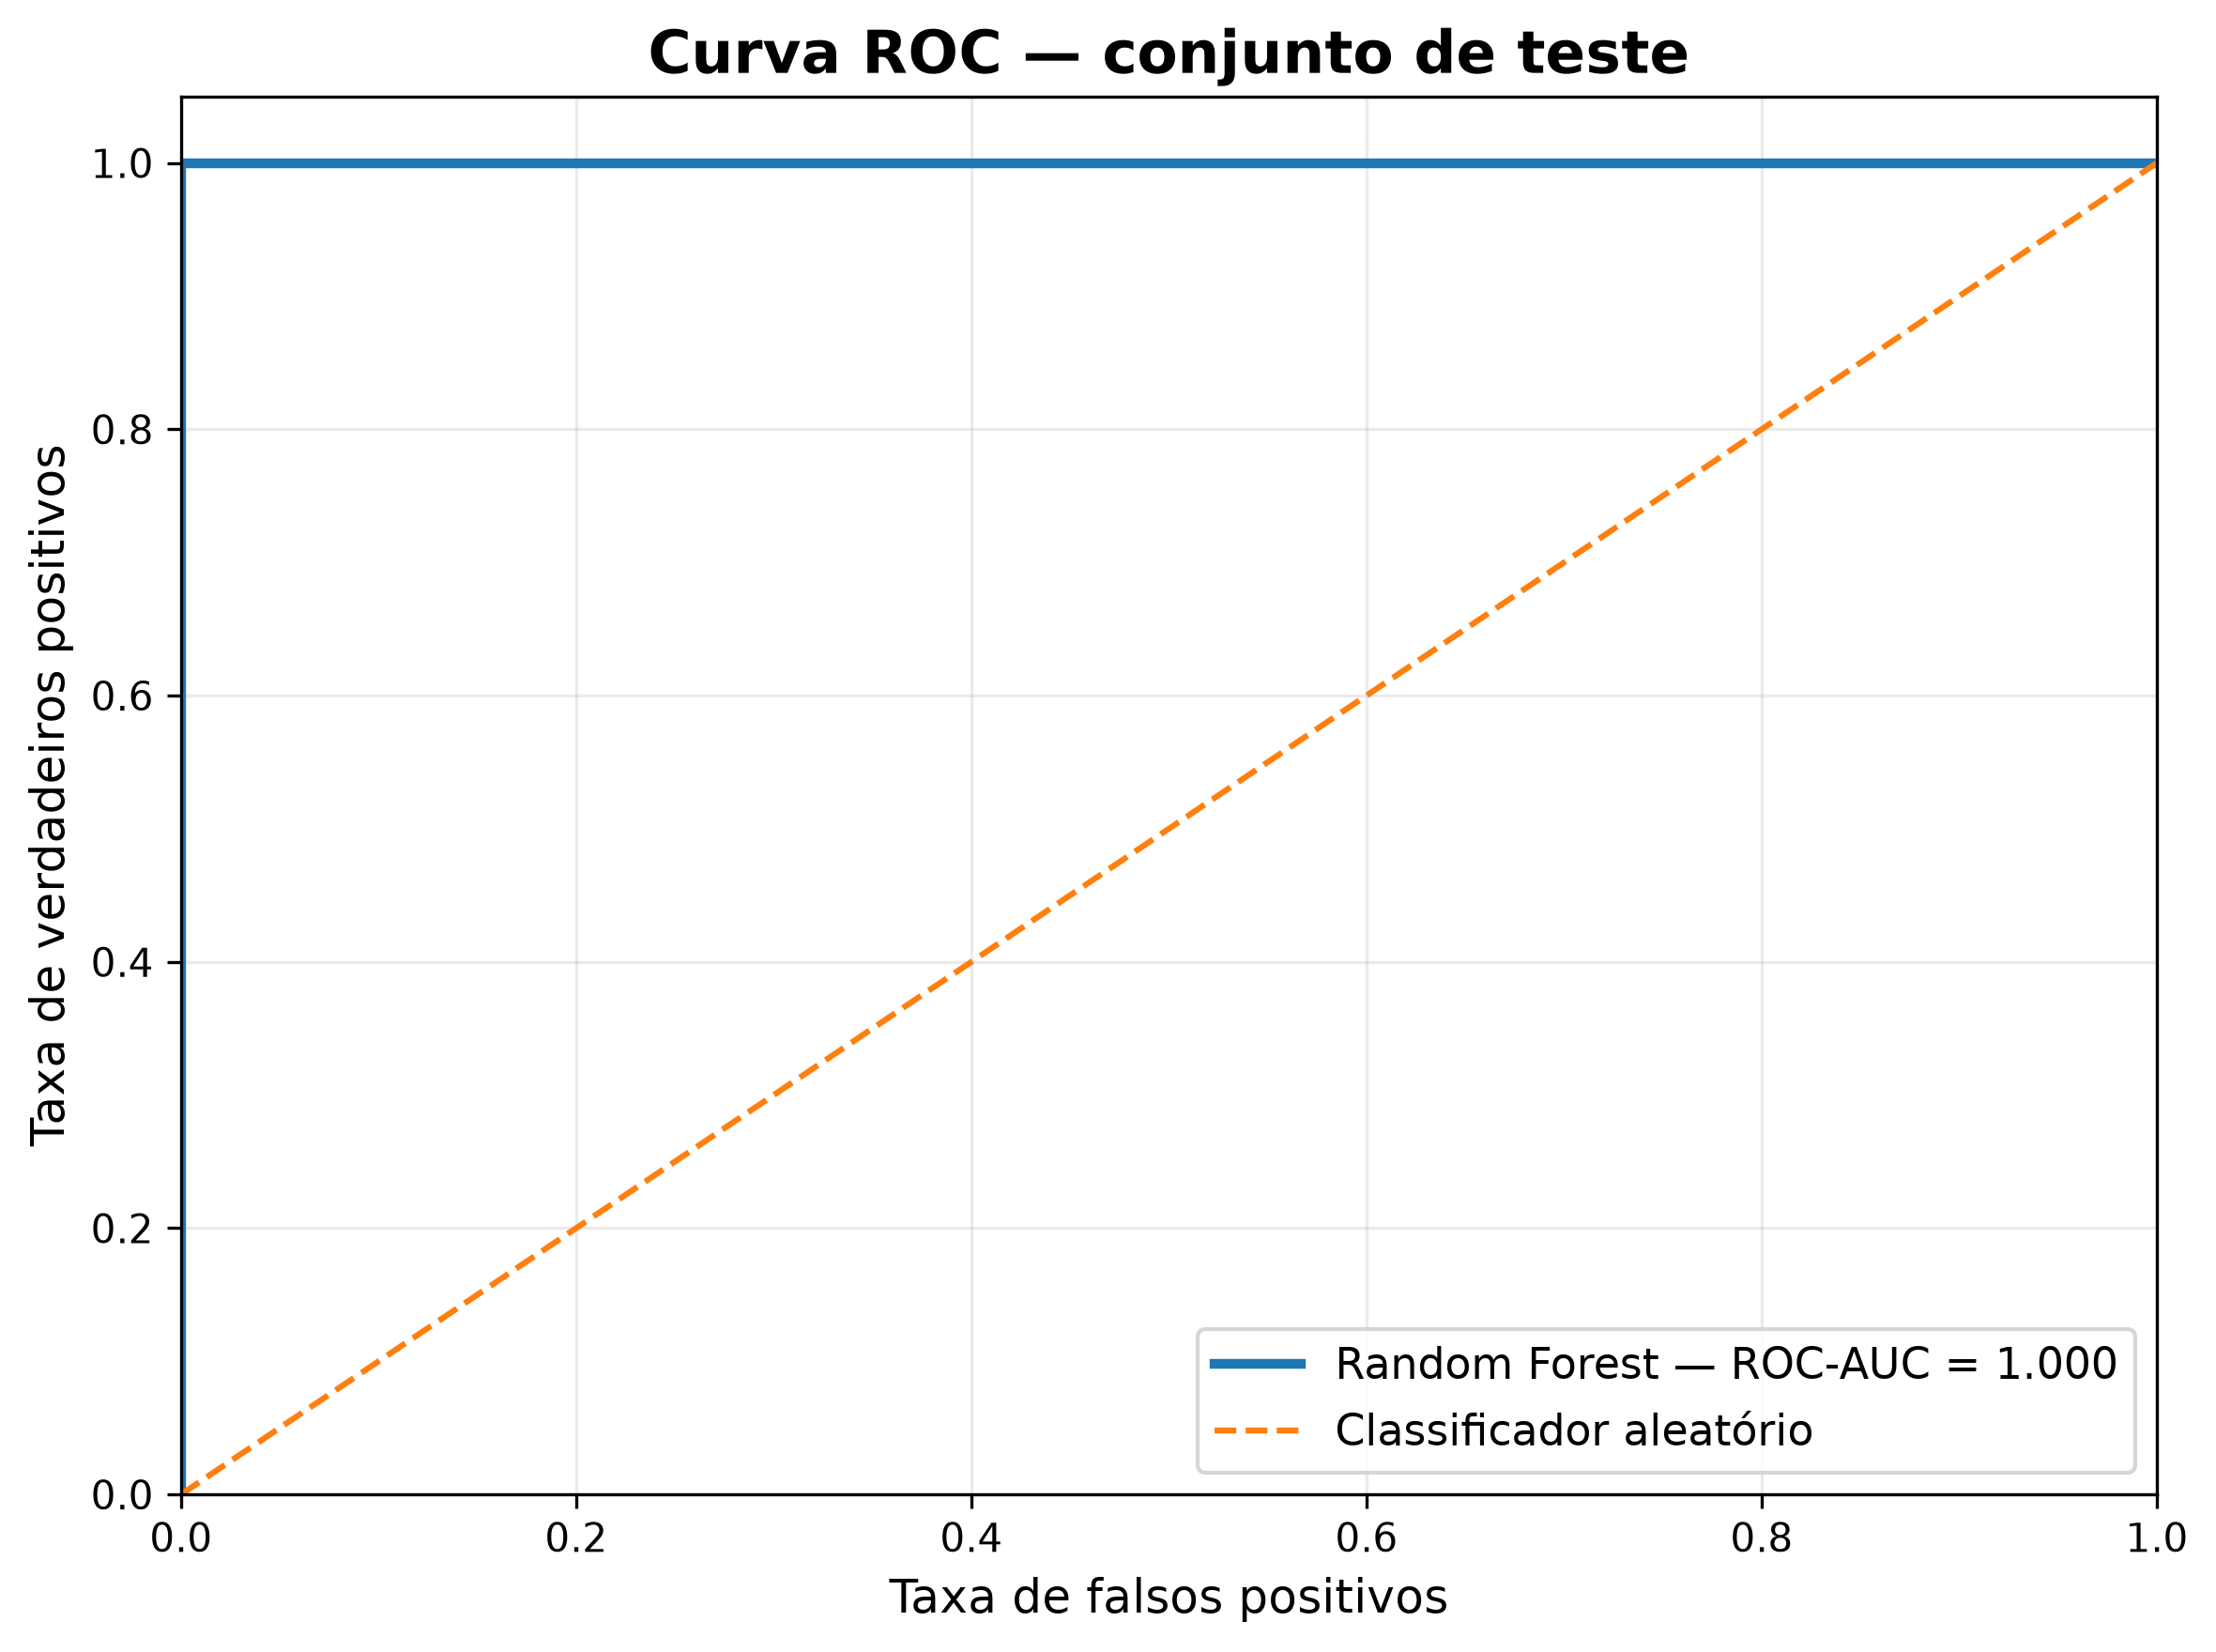 Curva ROC — conjunto de teste
Taxa de verdadeiros positivos
1.0
0.8
0.6
0.4
0.2
0.0
Random Forest — ROC-AUC = 1.000
Classificador aleatório
0.0 0.2 0.4 0.6 0.8 1.0
Taxa de falsos positivos